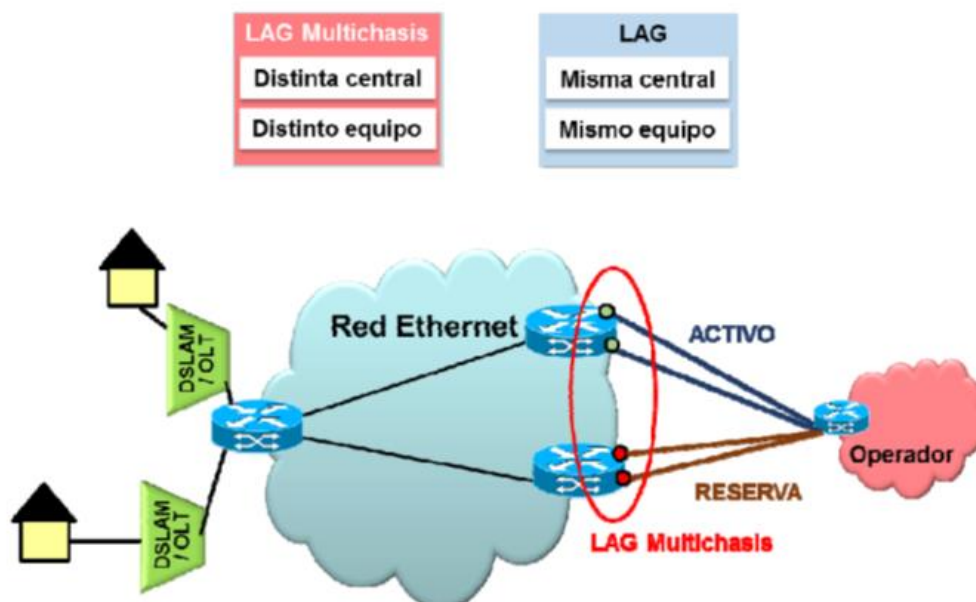 LAG Multichasis
Distinta central
Distinto equipo
LAG
Misma central
Mismo equipo
DSLAM
/ OLT
Red Ethernet
ACTIVO
Operador
RESERVA
DSLAM
/ OLT
LAG Multichasis